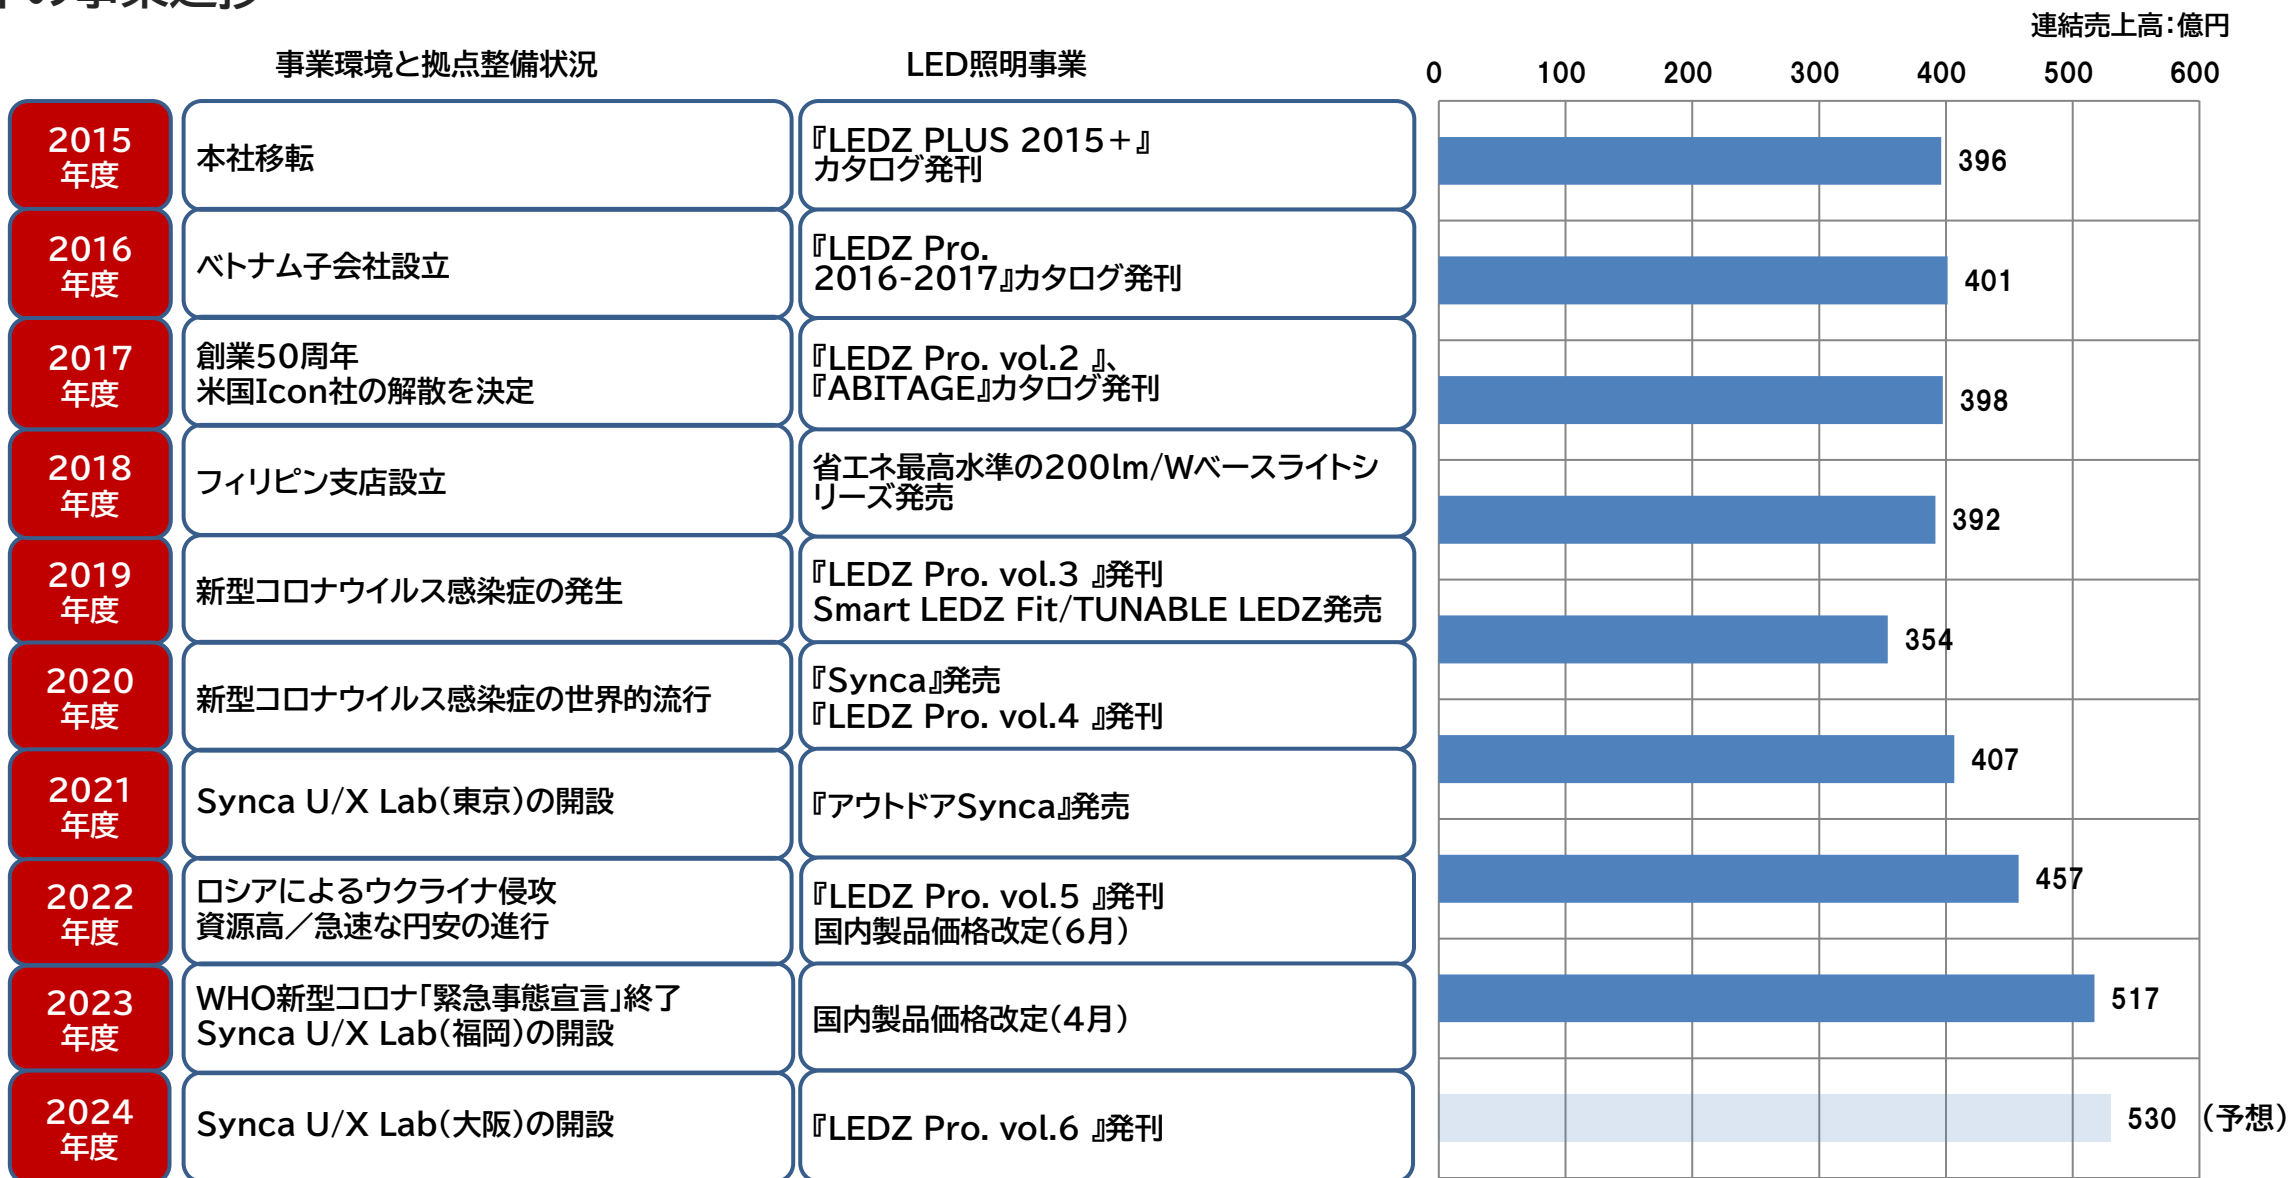 の事業進捗
連結売上高：億円
事業環境と拠点整備状況
LED照明事業
0 100 200 300 400 500 600
2015
年度
本社移転
『LEDZ PLUS 2015＋』
カタログ発刊
396
2016
年度
ベトナム子会社設立
『LEDZ Pro.
2016-2017』カタログ発刊
401
2017
年度
創業50周年
米国Icon社の解散を決定
『LEDZ Pro. vol.2 』、
『ABITAGE』カタログ発刊
398
2018
年度
フィリピン支店設立
省エネ最高水準の200lm/Wベースライトシ
リーズ発売
392
2019
年度
新型コロナウイルス感染症の発生
『LEDZ Pro. vol.3 』発刊
Smart LEDZ Fit/TUNABLE LEDZ発売
354
2020
年度
新型コロナウイルス感染症の世界的流行
『Synca』発売
『LEDZ Pro. vol.4 』発刊
407
2021
年度
Synca U/X Lab（東京）の開設
『アウトドアSynca』発売
457
2022
年度
ロシアによるウクライナ侵攻
資源高／急速な円安の進行
『LEDZ Pro. vol.5 』発刊
国内製品価格改定（6月）
517
2023
年度
WHO新型コロナ「緊急事態宣言」終了
Synca U/X Lab（福岡）の開設
国内製品価格改定（4月）
530 （予想）
2024
年度
Synca U/X Lab（大阪）の開設
『LEDZ Pro. vol.6 』発刊